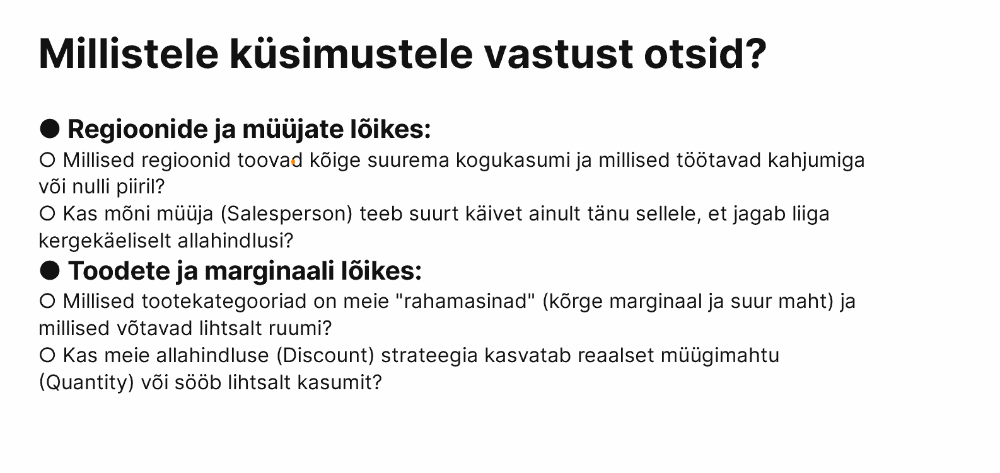 Millistele küsimustele vastust otsid?
● Regioonide ja müüjate lõikes:
○ Millised regioonid toovad kõige suurema kogukasumi ja millised töötavad kahjumiga
või nulli piiril?
○ Kas mõni müüja (Salesperson) teeb suurt käivet ainult tänu sellele, et jagab liiga
kergekäeliselt allahindlusi?
● Toodete ja marginaali lõikes:
○ Millised tootekategooriad on meie "rahamasinad" (kõrge marginaal ja suur maht) ja
millised võtavad lihtsalt ruumi?
○ Kas meie allahindluse (Discount) strateegia kasvatab reaalset müügimahtu
(Quantity) või sööb lihtsalt kasumit?